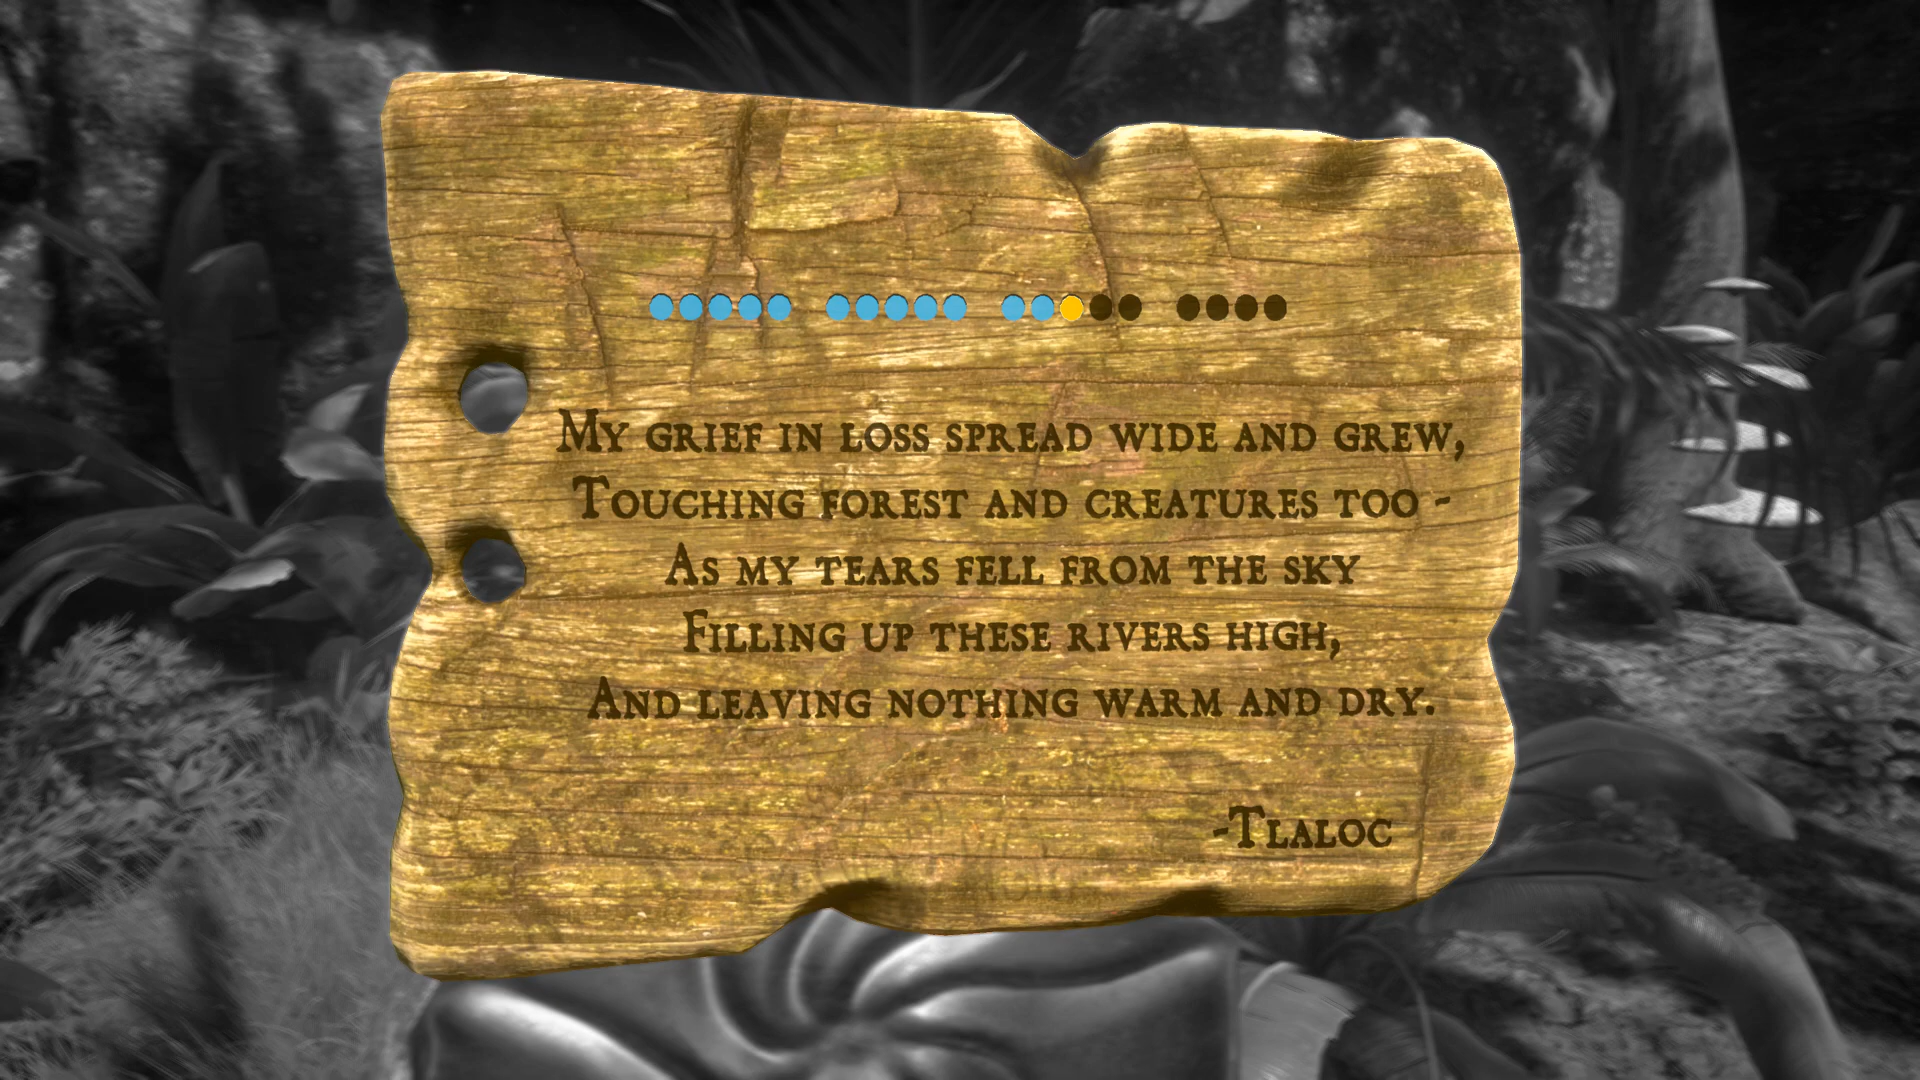 My grief in loss spread wide and grew,
Touching forest and creatures too -
As my tears fell from the sky
Filling up these rivers high,
And leaving nothing warm and dry.
-Tlaloc